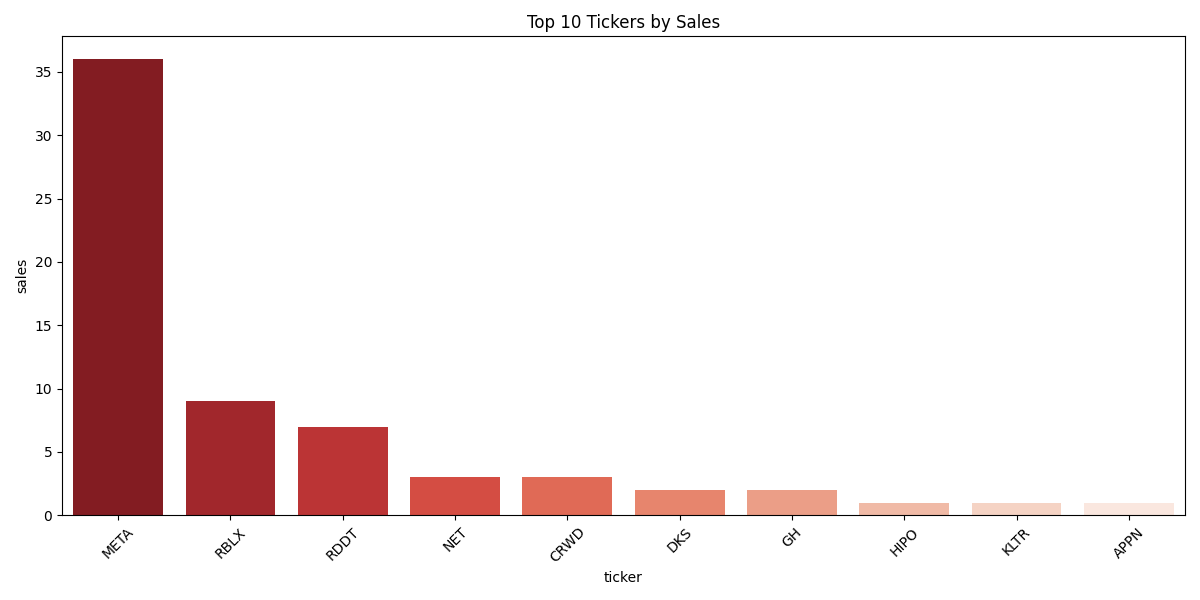 Top 10 Tickers by Sales
sales
35
30
25
20
15
10
5
0
META
RBLX
RDDT
NET
CRWD
DKS
GH
HIPO
KLTR
APPN
ticker